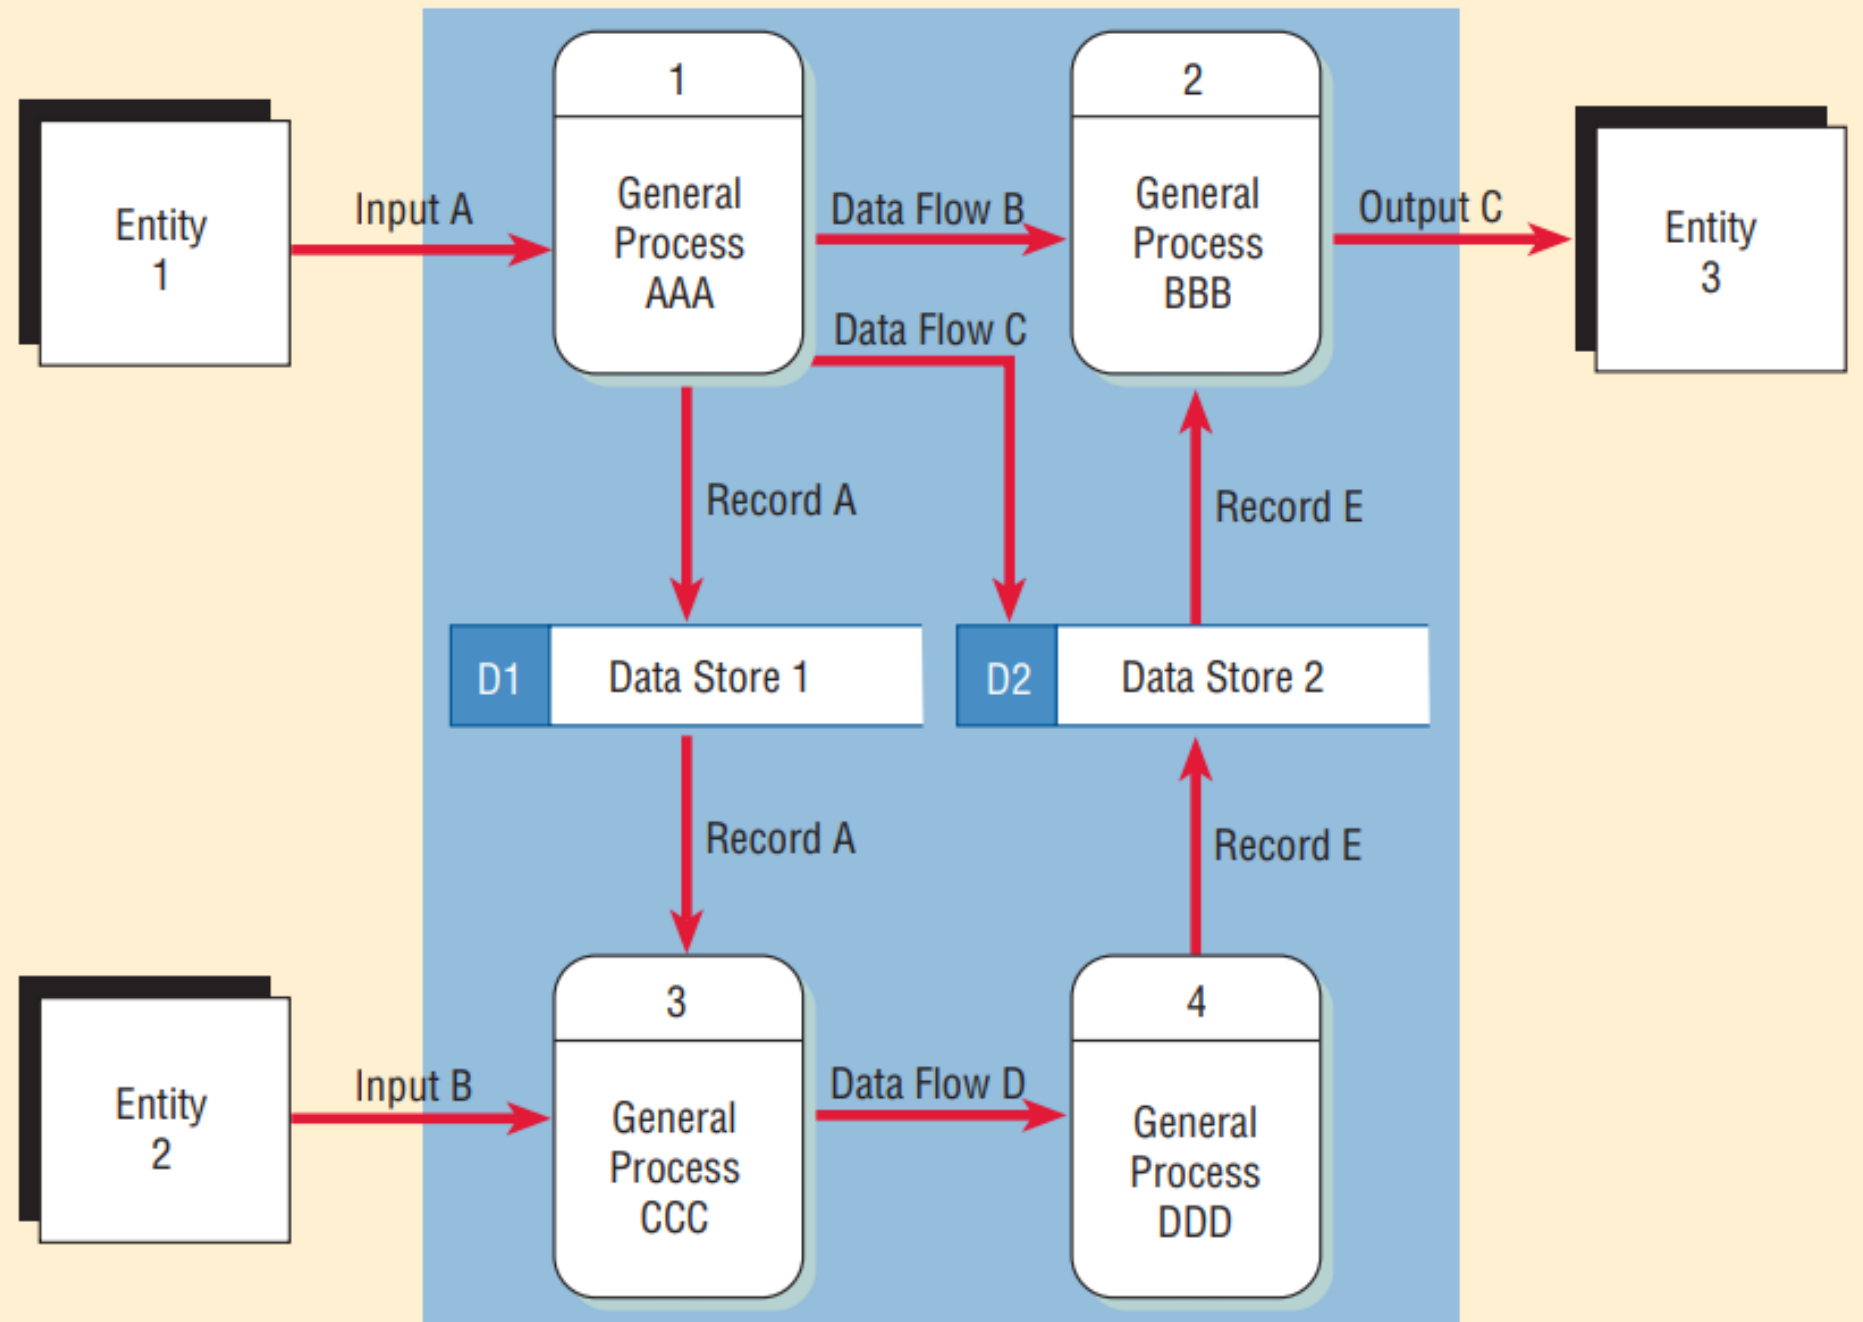 1
2
Entity
1
Input A
General
Process
AAA
Data Flow B
General
Process
BBB
Output C
Entity
3
Data Flow C
Record A
Record E
D1
Data Store 1
D2
Data Store 2
Record A
Record E
3
4
Entity
2
Input B
General
Process
CCC
Data Flow D
General
Process
DDD